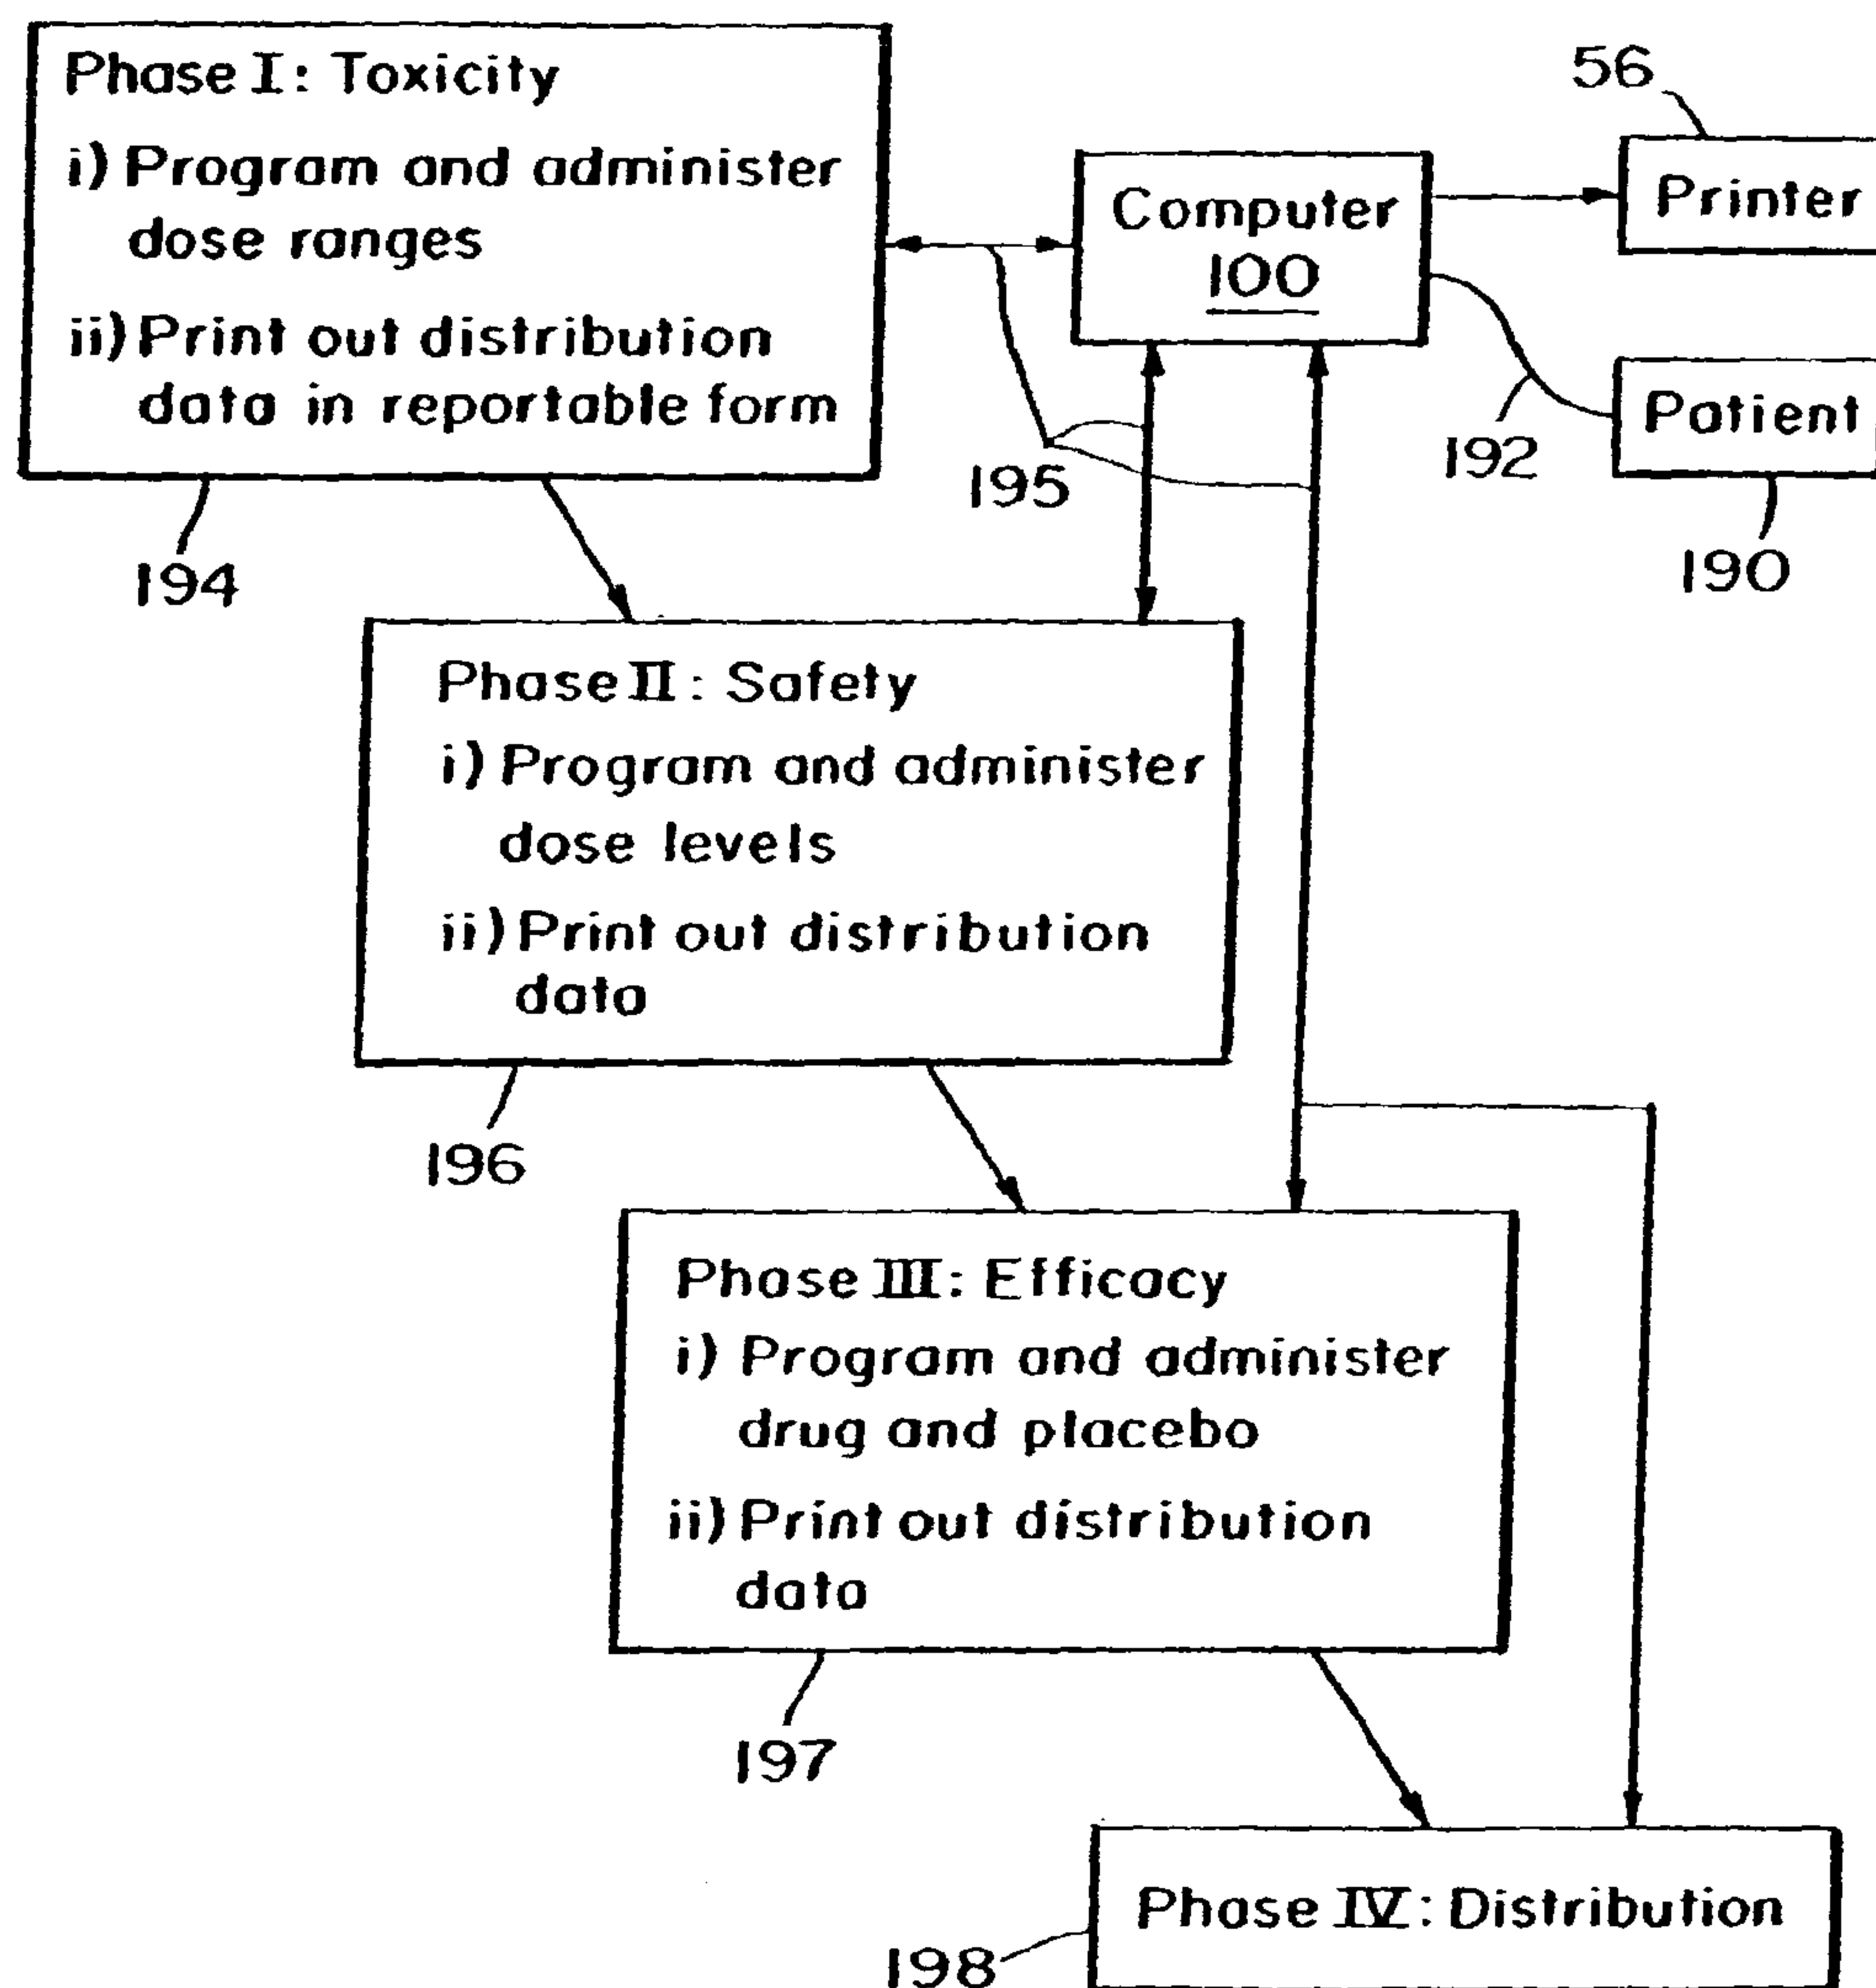 Phase I: Toxicity
i) Program and administer
dose ranges
ii) Print out distribution
data in reportable form
194
Computer
100
56
Printer
Patient
192
190
195
Phase II: Safety
i) Program and administer
dose levels
ii) Print out distribution
data
196
Phase III: Efficacy
i) Program and administer
drug and placebo
ii) Print out distribution
data
197
Phase IV: Distribution
198